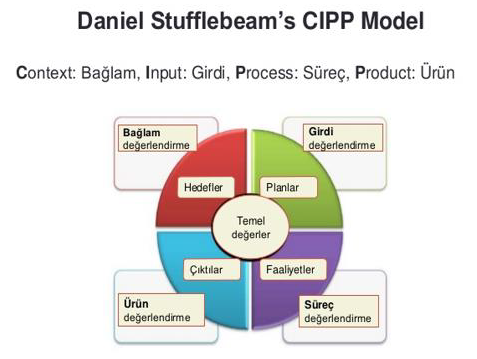 Daniel Stufflebeam's CIPP Model
Context: Bağlam, Input: Girdi, Process: Süreç, Product: Ürün
Bağlam
değerlendirme
Girdi
değerlendirme
Hedefler
Planlar
Temel
değerler
Çıktılar
Faaliyetler
Ürün
değerlendirme
Süreç
değerlendirme